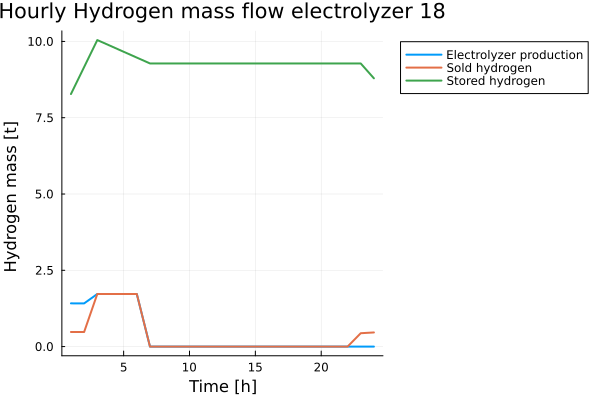 Hourly Hydrogen mass flow electrolyzer 18
Electrolyzer production
Sold hydrogen
Stored hydrogen
Hydrogen mass [t]
10.0
7.5
5.0
2.5
0.0
5
10
15
20
Time [h]